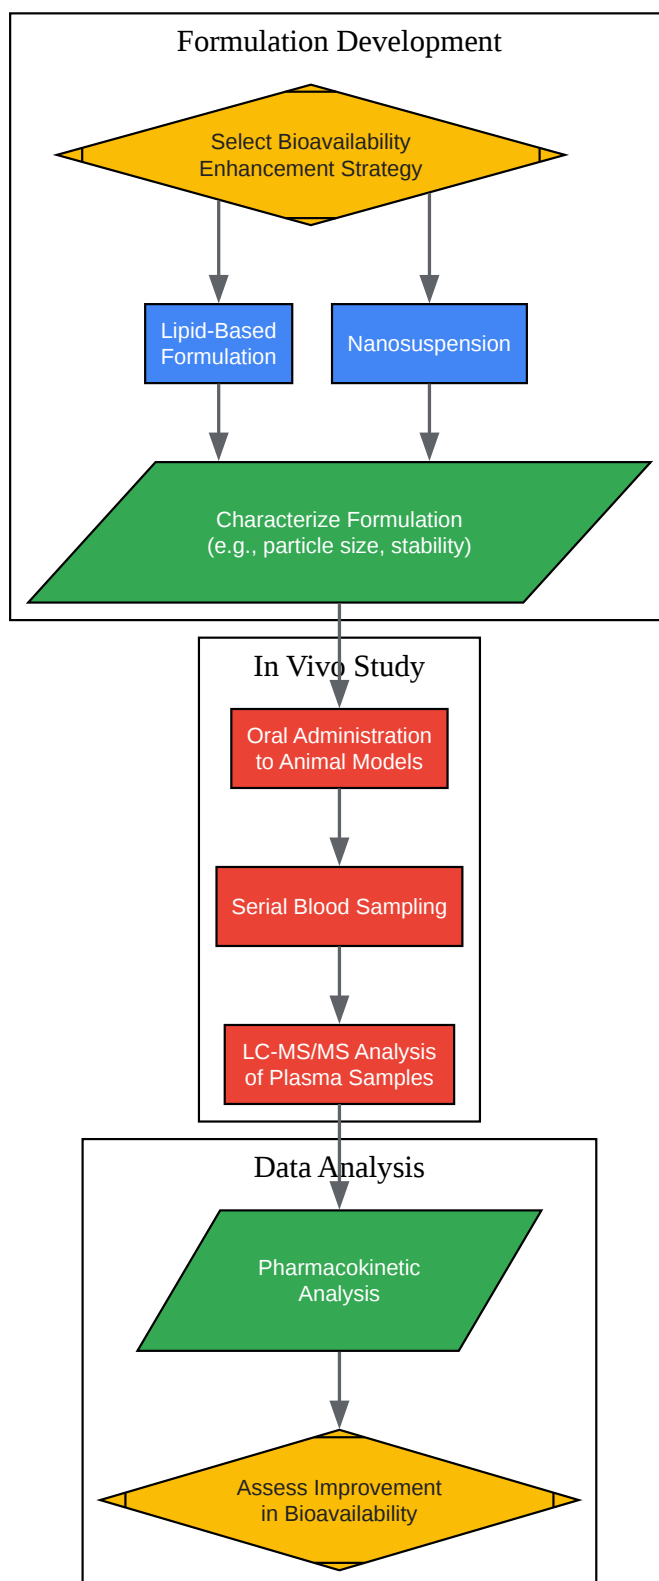 Formulation Development
Select Bioavailability
Enhancement Strategy
Lipid-Based
Formulation
Nanosuspension
Characterize Formulation
(e.g., particle size, stability)
In Vivo Study
Oral Administration
to Animal Models
Serial Blood Sampling
LC-MS/MS Analysis
of Plasma Samples
Data Analysis
Pharmacokinetic
Analysis
Assess Improvement
in Bioavailability